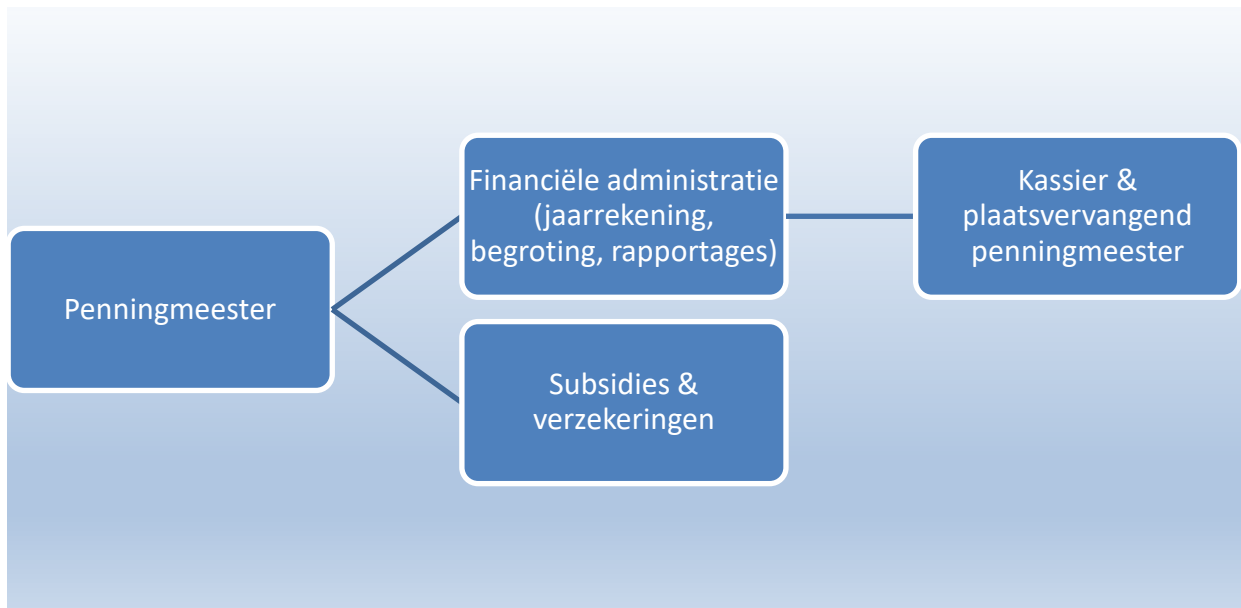 Penningmeester
Financiële administratie
(jaarrekening,
begroting, rapportages)
Subsidies &
verzekeringen
Kassier &
plaatsvervangend
penningmeester